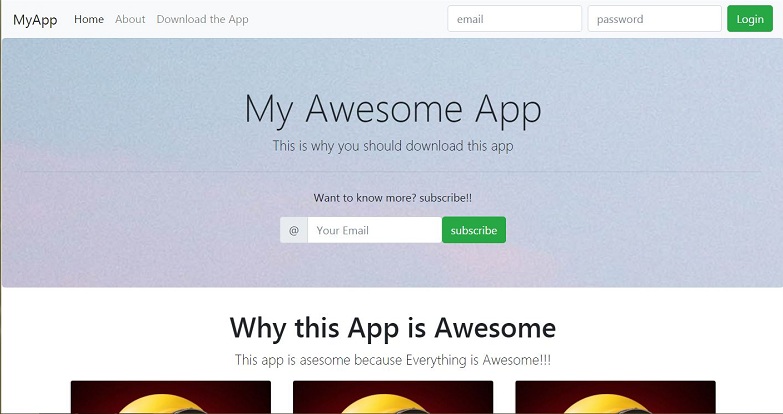 MyApp Home About Download the App email password Login
My Awesome App
This is why you should download this app
Want to know more? subscribe!!
@ Your Email subscribe
Why this App is Awesome
This app is asesome because Everything is Awesome!!!